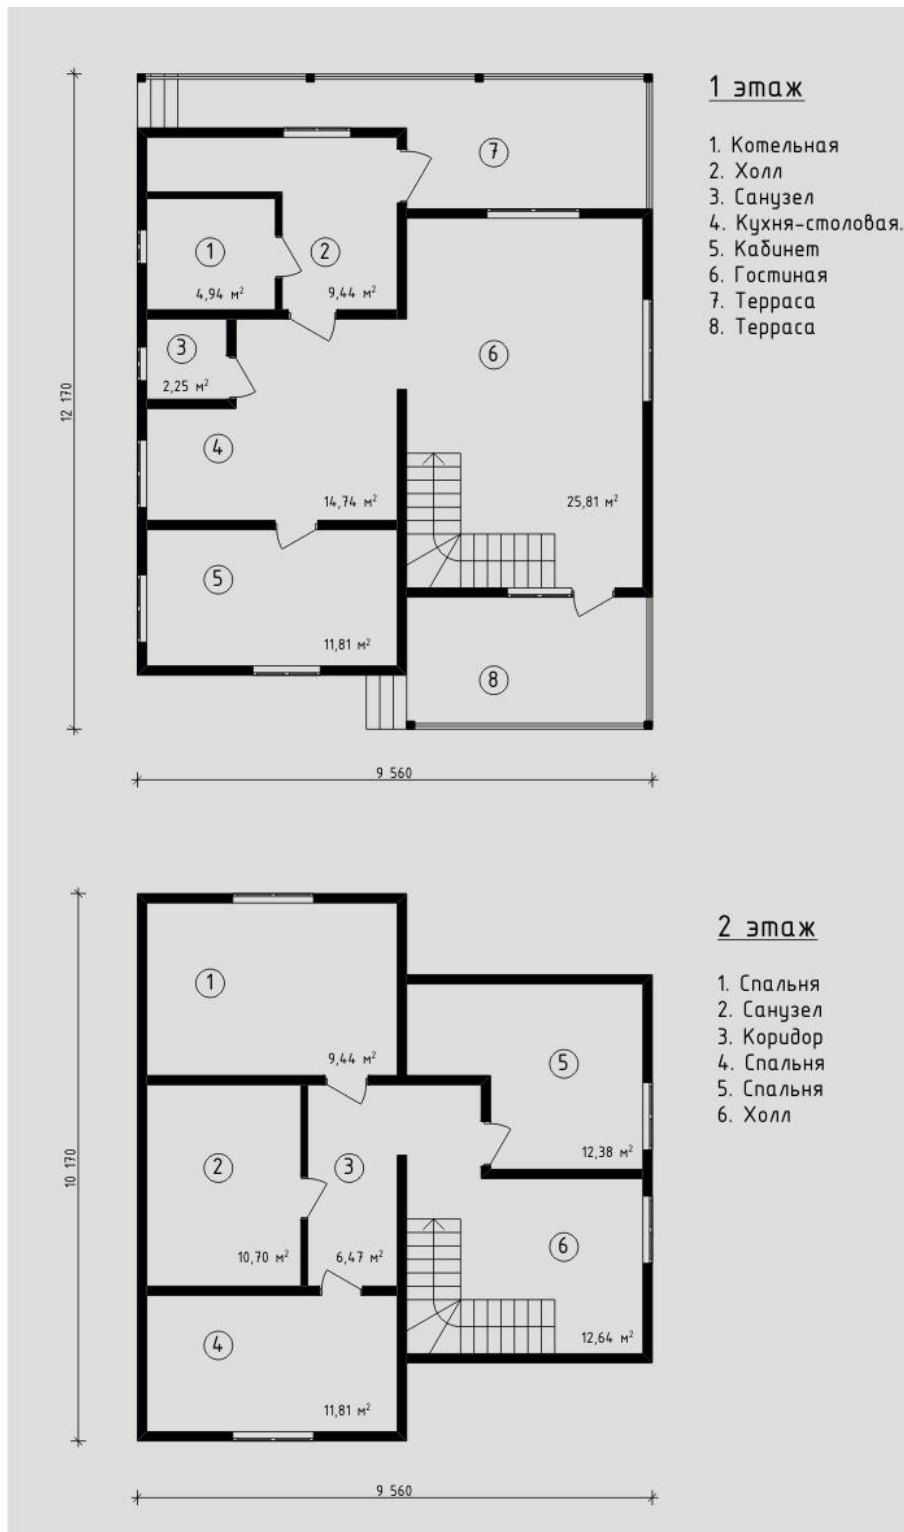 1 этаж
1. Котельная
2. Холл
3. Санузел
4. Кухня-столовая.
5. Кабинет
6. Гостиная
7. Терраса
8. Терраса
7
1
2
4,94 м²
9,44 м²
3
6
2,25 м²
12 170
4
14,74 м²
25,81 м²
5
11,81 м²
8
9 560
2 этаж
1. Спальня
2. Санузел
3. Коридор
4. Спальня
5. Спальня
6. Холл
1
9,44 м²
5
12,38 м²
2
3
10 170
10,70 м²
6,47 м²
6
12,64 м²
4
11,81 м²
9 560